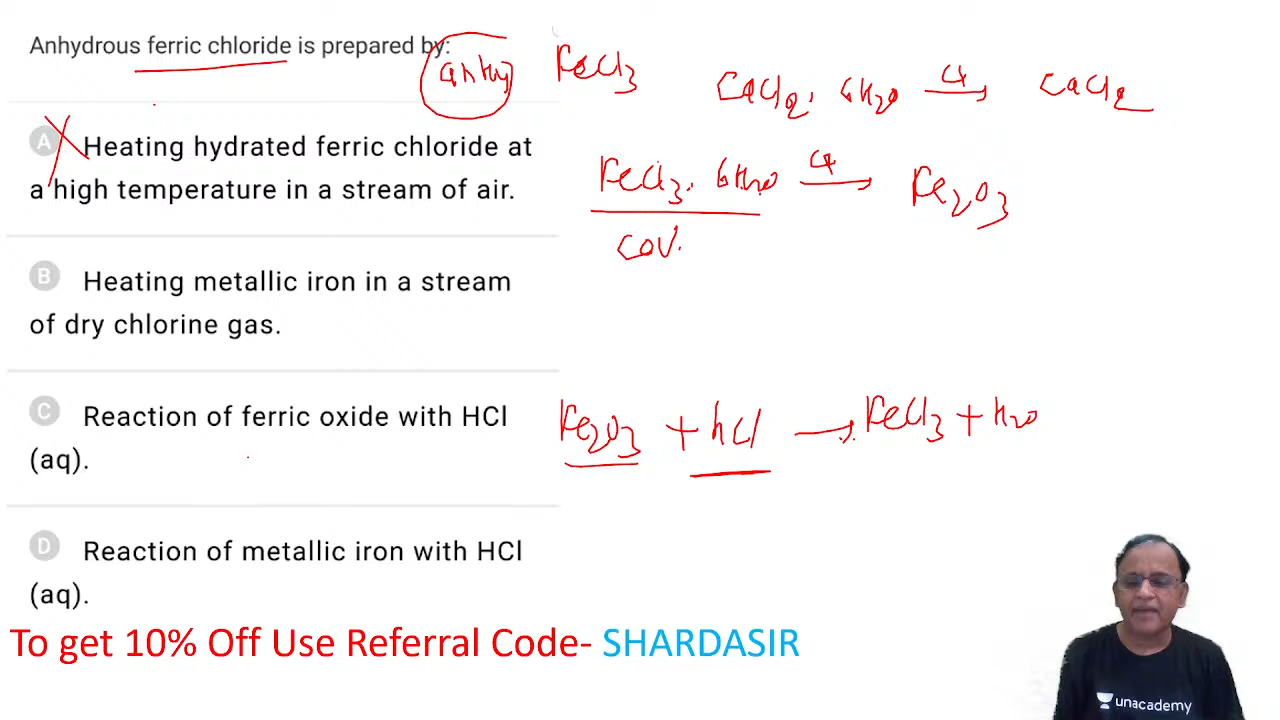 Anhydrous ferric chloride is prepared by:
anhy FeCl3
CaCl2. 6H2O Δ→ CaCl2
A Heating hydrated ferric chloride at
a high temperature in a stream of air.
FeCl3. 6H2O Δ→ Fe2O3
cov.
B Heating metallic iron in a stream
of dry chlorine gas.
C Reaction of ferric oxide with HCl
(aq).
Fe2O3 + HCl → FeCl3 + H2O
D Reaction of metallic iron with HCl
(aq).
To get 10% Off Use Referral Code- SHARDASIR
unacademy